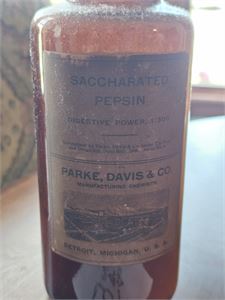 SACCHARATED
PEPSIN
DIGESTIVE POWER, 1:300
PARKE, DAVIS & CO.
MANUFACTURING CHEMISTS
DETROIT, MICHIGAN, U. S. A.